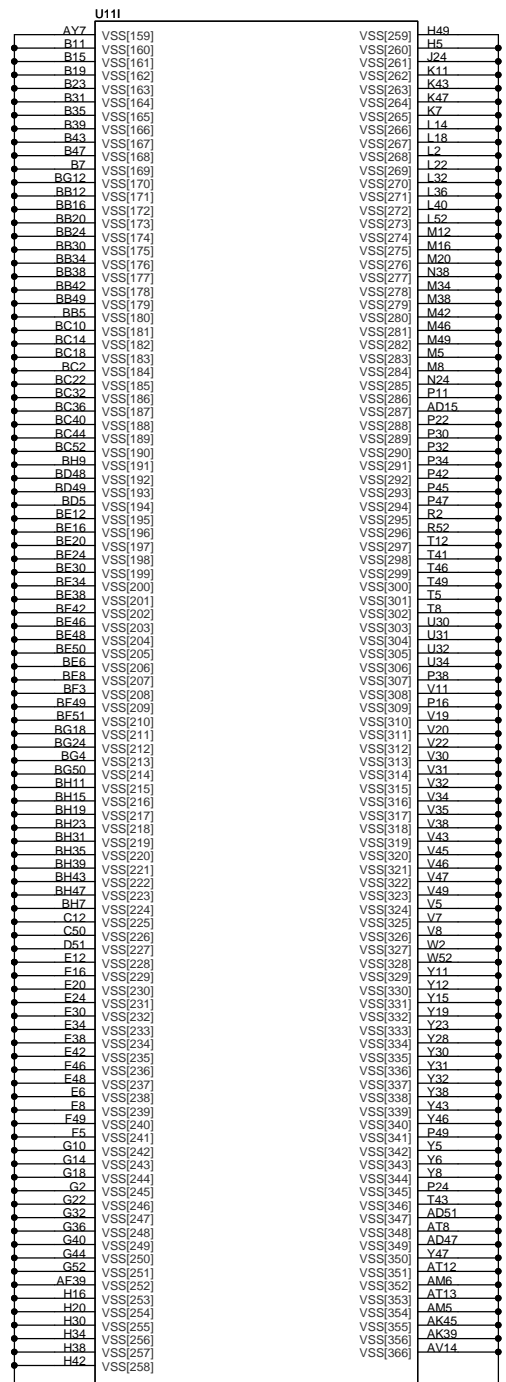 U11I
AY7 VSS[159] VSS[259] H49
B11 VSS[160] VSS[260] H5
B15 VSS[161] VSS[261] J24
B19 VSS[162] VSS[262] K11
B23 VSS[163] VSS[263] K43
B31 VSS[164] VSS[264] K47
B35 VSS[165] VSS[265] K7
B39 VSS[166] VSS[266] L14
B43 VSS[167] VSS[267] L18
B47 VSS[168] VSS[268] L2
B7 VSS[169] VSS[269] L22
BG12 VSS[170] VSS[270] L32
BB12 VSS[171] VSS[271] L36
BB16 VSS[172] VSS[272] L40
BB20 VSS[173] VSS[273] L52
BB24 VSS[174] VSS[274] M12
BB30 VSS[175] VSS[275] M16
BB34 VSS[176] VSS[276] M20
BB38 VSS[177] VSS[277] N38
BB42 VSS[178] VSS[278] M34
BB49 VSS[179] VSS[279] M38
BB5 VSS[180] VSS[280] M42
BC10 VSS[181] VSS[281] M46
BC14 VSS[182] VSS[282] M49
BC18 VSS[183] VSS[283] M5
BC2 VSS[184] VSS[284] M8
BC22 VSS[185] VSS[285] N24
BC32 VSS[186] VSS[286] P11
BC36 VSS[187] VSS[287] AD15
BC40 VSS[188] VSS[288] P22
BC44 VSS[189] VSS[289] P30
BC52 VSS[190] VSS[290] P32
BH9 VSS[191] VSS[291] P34
BD48 VSS[192] VSS[292] P42
BD49 VSS[193] VSS[293] P45
BD5 VSS[194] VSS[294] P47
BE12 VSS[195] VSS[295] R2
BE16 VSS[196] VSS[296] R52
BE20 VSS[197] VSS[297] T12
BE24 VSS[198] VSS[298] T41
BE30 VSS[199] VSS[299] T46
BE34 VSS[200] VSS[300] T49
BE38 VSS[201] VSS[301] T5
BE42 VSS[202] VSS[302] T8
BE46 VSS[203] VSS[303] U30
BE48 VSS[204] VSS[304] U31
BE50 VSS[205] VSS[305] U32
BE6 VSS[206] VSS[306] U34
BE8 VSS[207] VSS[307] P38
BF3 VSS[208] VSS[308] V11
BF49 VSS[209] VSS[309] P16
BF51 VSS[210] VSS[310] V19
BG18 VSS[211] VSS[311] V20
BG24 VSS[212] VSS[312] V22
BG4 VSS[213] VSS[313] V30
BG50 VSS[214] VSS[314] V31
BH11 VSS[215] VSS[315] V32
BH15 VSS[216] VSS[316] V34
BH19 VSS[217] VSS[317] V35
BH23 VSS[218] VSS[318] V38
BH31 VSS[219] VSS[319] V43
BH35 VSS[220] VSS[320] V45
BH39 VSS[221] VSS[321] V46
BH43 VSS[222] VSS[322] V47
BH47 VSS[223] VSS[323] V49
BH7 VSS[224] VSS[324] V5
C12 VSS[225] VSS[325] V7
C50 VSS[226] VSS[326] V8
D51 VSS[227] VSS[327] W2
E12 VSS[228] VSS[328] W52
E16 VSS[229] VSS[329] Y11
E20 VSS[230] VSS[330] Y12
E24 VSS[231] VSS[331] Y15
E30 VSS[232] VSS[332] Y19
E34 VSS[233] VSS[333] Y23
E38 VSS[234] VSS[334] Y28
E42 VSS[235] VSS[335] Y30
E46 VSS[236] VSS[336] Y31
E48 VSS[237] VSS[337] Y32
E6 VSS[238] VSS[338] Y38
E8 VSS[239] VSS[339] Y43
F49 VSS[240] VSS[340] Y46
F5 VSS[241] VSS[341] P49
G10 VSS[242] VSS[342] Y5
G14 VSS[243] VSS[343] Y6
G18 VSS[244] VSS[344] Y8
G2 VSS[245] VSS[345] P24
G22 VSS[246] VSS[346] T43
G32 VSS[247] VSS[347] AD51
G36 VSS[248] VSS[348] AT8
G40 VSS[249] VSS[349] AD47
G44 VSS[250] VSS[350] Y47
G52 VSS[251] VSS[351] AT12
AF39 VSS[252] VSS[352] AM6
H16 VSS[253] VSS[353] AT13
H20 VSS[254] VSS[354] AM5
H30 VSS[255] VSS[355] AK45
H34 VSS[256] VSS[356] AK39
H38 VSS[257] VSS[366] AV14
H42 VSS[258]